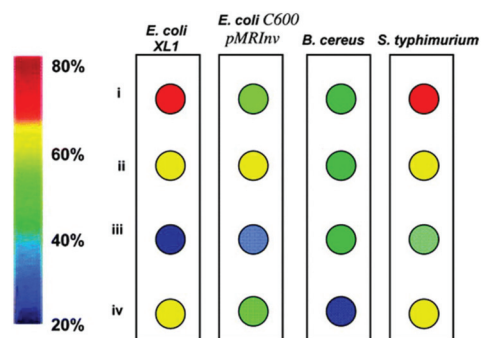 E. coli XL1
E. coli C600 pMRInv
B. cereus
S. typhimurium
80%
60%
40%
20%
i
ii
iii
iv